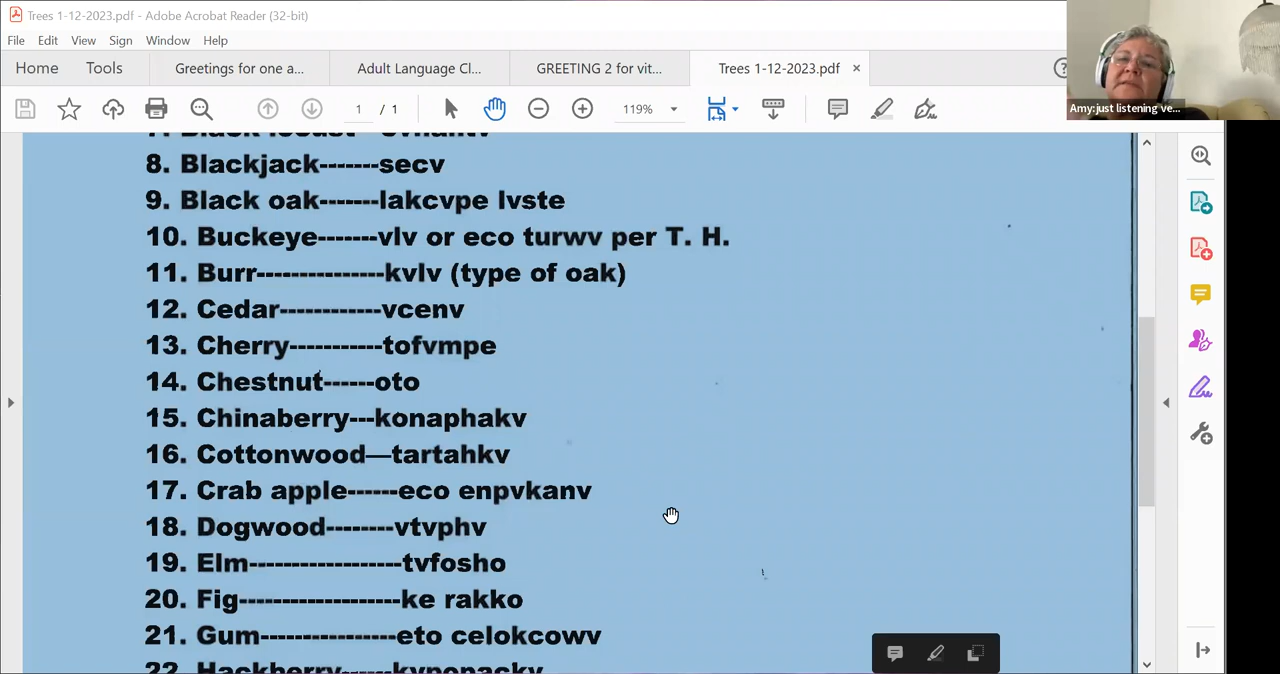 Trees 1-12-2023.pdf - Adobe Acrobat Reader (32-bit)
File Edit View Sign Window Help
Home Tools Greetings for one a... Adult Language Cl... GREETING 2 for vit... Trees 1-12-2023.pdf ×
1 / 1 119%
Amy:just listening ve...
8. Blackjack-------secv
9. Black oak-------lakcvpe lvste
10. Buckeye-------vlv or eco turwv per T. H.
11. Burr---------------kvlv (type of oak)
12. Cedar------------vcenv
13. Cherry-----------tofvmpe
14. Chestnut------oto
15. Chinaberry---konaphakv
16. Cottonwood—tartahkv
17. Crab apple------eco enpvkanv
18. Dogwood--------vtvphv
19. Elm------------------tvfosho
20. Fig-------------------ke rakko
21. Gum----------------eto celokcowv
22. Hackberry------kvpopackv